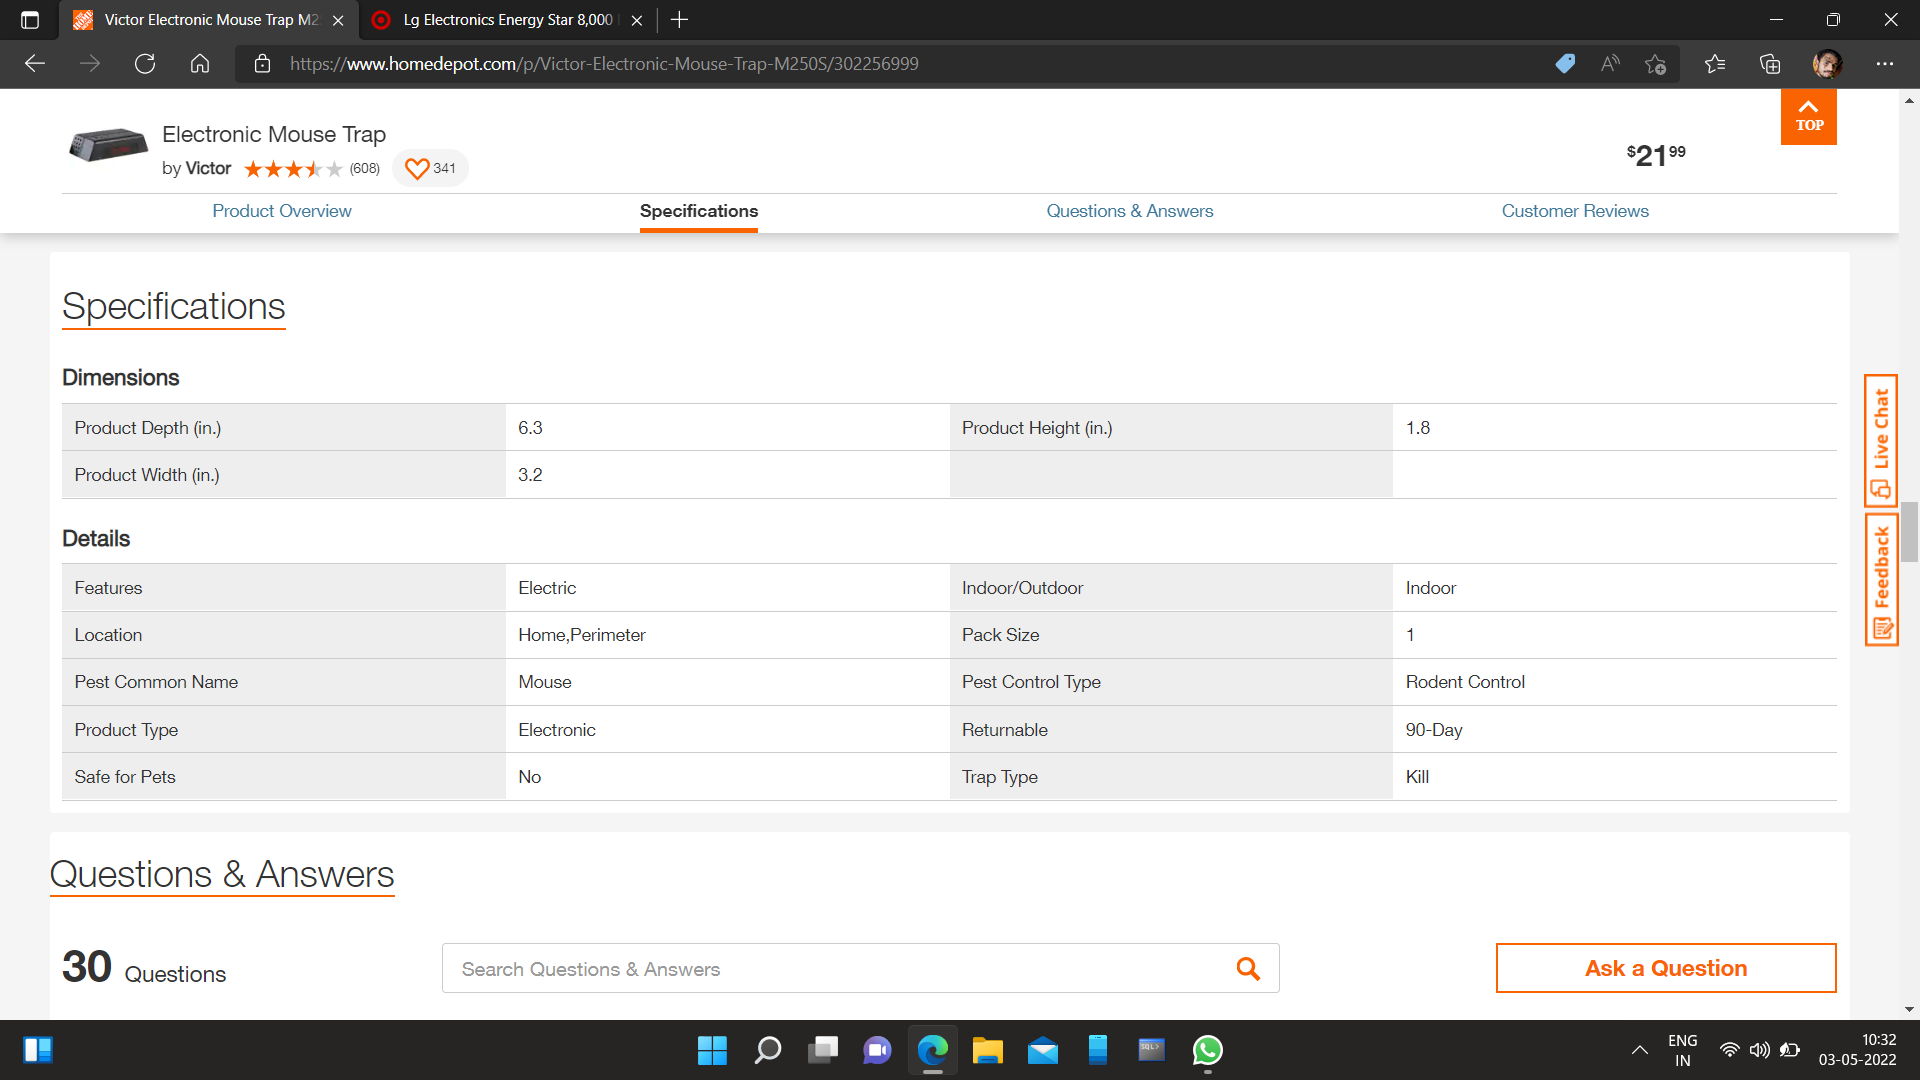 Victor Electronic Mouse Trap M2
Lg Electronics Energy Star 8,000
https://www.homedepot.com/p/Victor-Electronic-Mouse-Trap-M250S/302256999
Electronic Mouse Trap
by Victor (608) 341
$21 99
TOP
Product Overview Specifications Questions & Answers Customer Reviews
Specifications
Dimensions
Product Depth (in.) 6.3 Product Height (in.) 1.8
Product Width (in.) 3.2
Details
Features Electric Indoor/Outdoor Indoor
Location Home,Perimeter Pack Size 1
Pest Common Name Mouse Pest Control Type Rodent Control
Product Type Electronic Returnable 90-Day
Safe for Pets No Trap Type Kill
Live Chat
Feedback
Questions & Answers
30 Questions Search Questions & Answers Ask a Question
SQL>
ENG
IN
10:32
03-05-2022